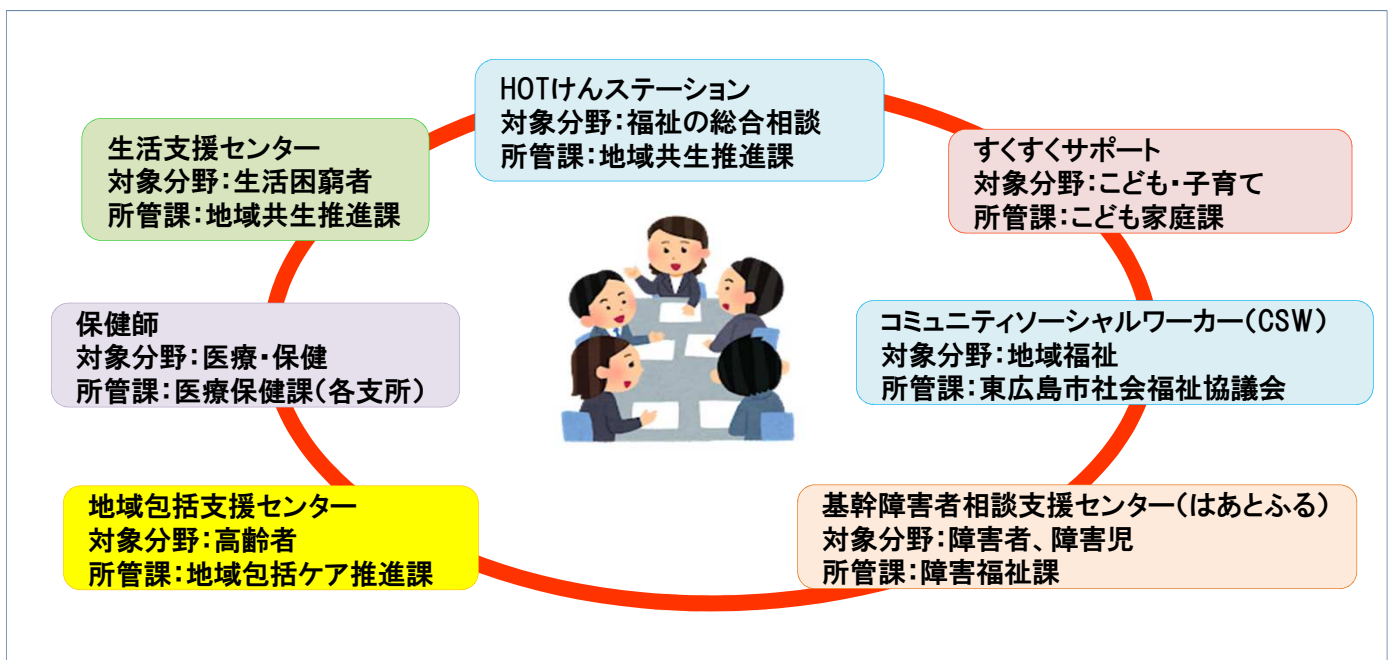 HOTけんステーション
対象分野：福祉の総合相談
所管課：地域共生推進課
生活支援センター
対象分野：生活困窮者
所管課：地域共生推進課
すくすくサポート
対象分野：こども・子育て
所管課：こども家庭課
保健師
対象分野：医療・保健
所管課：医療保健課（各支所）
コミュニティソーシャルワーカー（CSW）
対象分野：地域福祉
所管課：東広島市社会福祉協議会
地域包括支援センター
対象分野：高齢者
所管課：地域包括ケア推進課
基幹障害者相談支援センター（はあとふる）
対象分野：障害者、障害児
所管課：障害福祉課